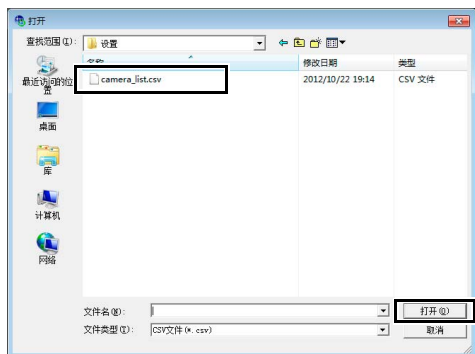 打开
查找范围(I):
设置
名称
修改日期
类型
camera_list.csv
2012/10/22 19:14
CSV 文件
最近访问的位置
桌面
库
计算机
网络
文件名(N):
打开(O)
文件类型(T):
CSV文件(*.csv)
取消